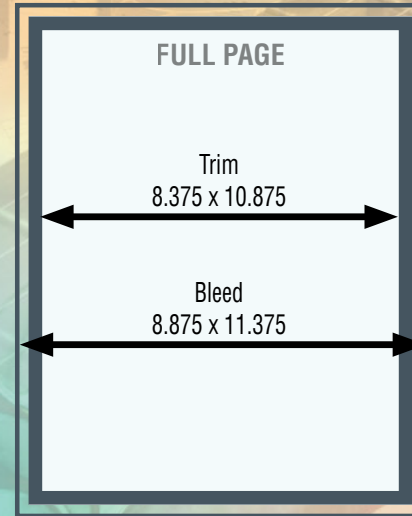 FULL PAGE
Trim
8.375 x 10.875
Bleed
8.875 x 11.375